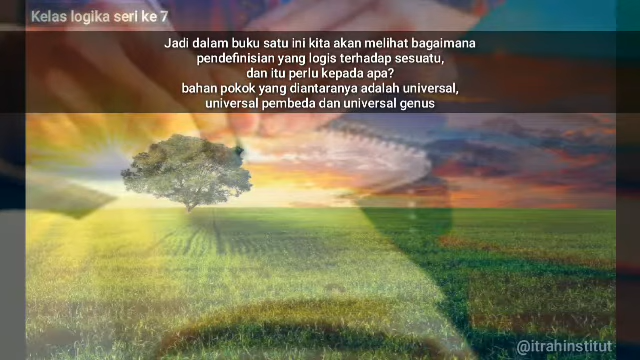 Kelas logika seri ke 7
Jadi dalam buku satu ini kita akan melihat bagaimana
pendefinisian yang logis terhadap sesuatu,
dan itu perlu kepada apa?
bahan pokok yang diantaranya adalah universal,
universal pembeda dan universal genus
@itrahinstitut